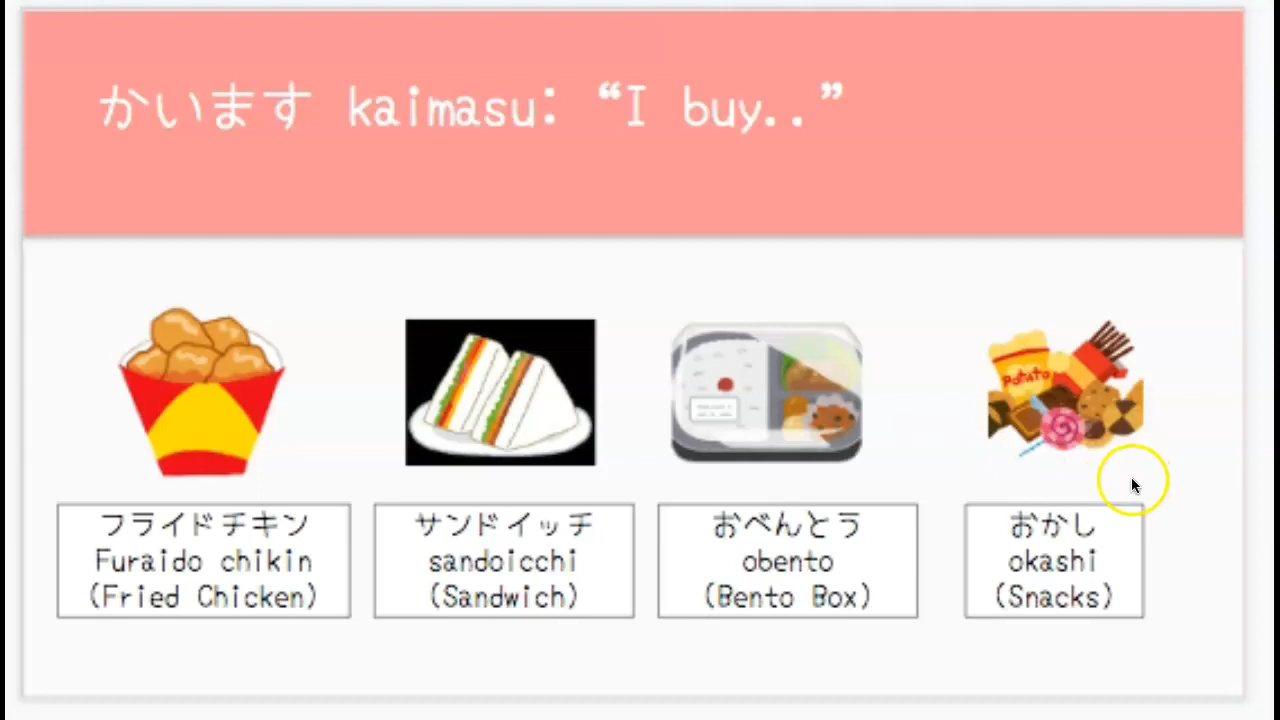 かいます kaimasu: “I buy..”
Potato
フライドチキン
Furaido chikin
(Fried Chicken)
サンドイッチ
sandoicchi
(Sandwich)
おべんとう
obento
(Bento Box)
おかし
okashi
(Snacks)